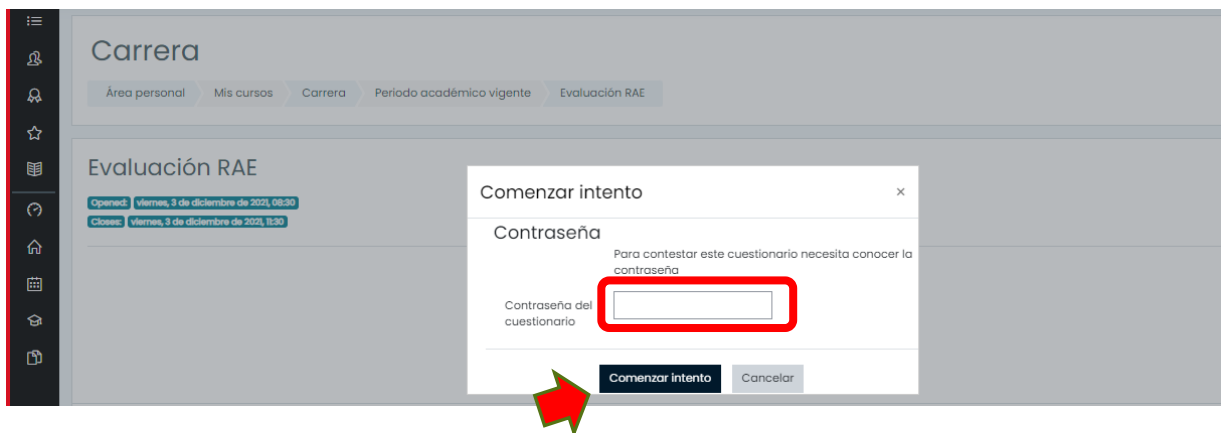 Carrera
Área personal Mis cursos Carrera Periodo académico vigente Evaluación RAE
Evaluación RAE
Opened: viernes, 3 de diciembre de 2021, 08:30
Closes: viernes, 3 de diciembre de 2021, 11:30
Comenzar intento ×
Contraseña
Para contestar este cuestionario necesita conocer la
contraseña
Contraseña del
cuestionario
Comenzar intento Cancelar